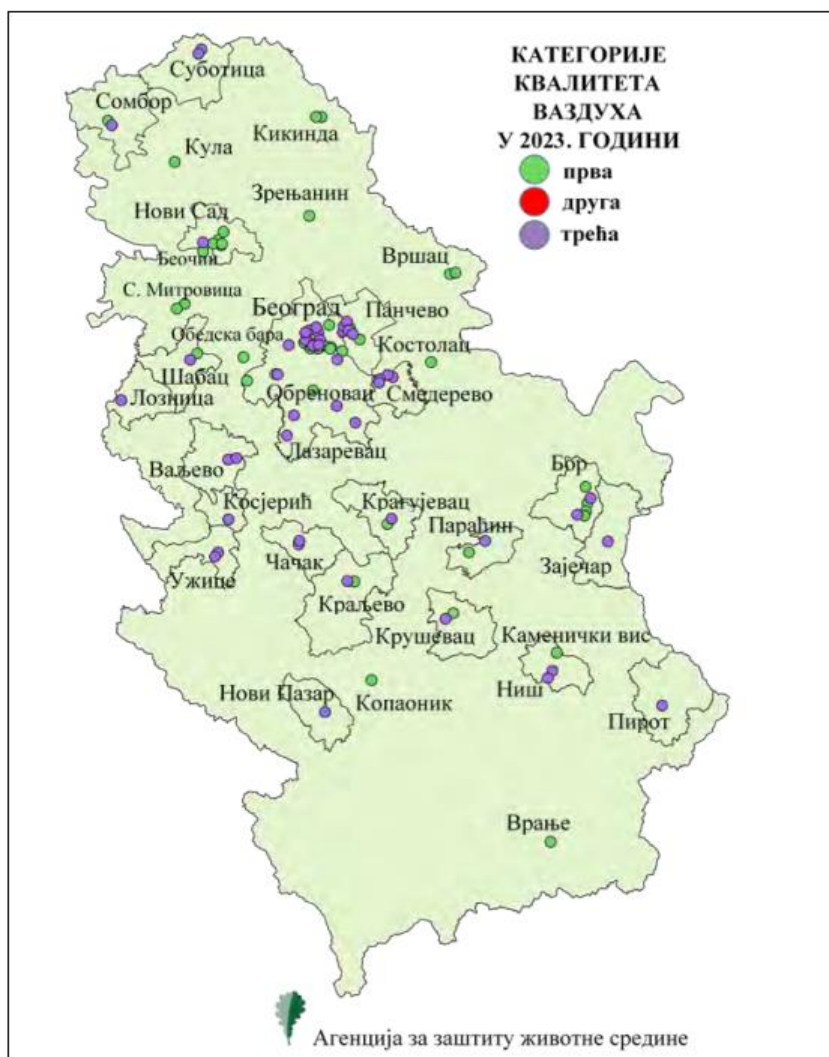 КАТЕГОРИЈЕ
КВАЛИТЕТА
ВАЗДУХА
У 2023. ГОДИНИ
прва
друга
трећа
Суботица
Сомбор
Кикинда
Кула
Зрењанин
Нови Сад
Беочин
Вршац
С. Митровица
Београд
Панчево
Обедска бара
Костолац
Шабац
Обреновац
Смедерево
Лозница
Лазаревац
Ваљево
Бор
Косјерић
Крагујевац
Параћин
Чачак
Зајечар
Ужице
Краљево
Крушевац
Каменички вис
Нови Пазар
Копаоник
Ниш
Пирот
Врање
Агенција за заштиту животне средине